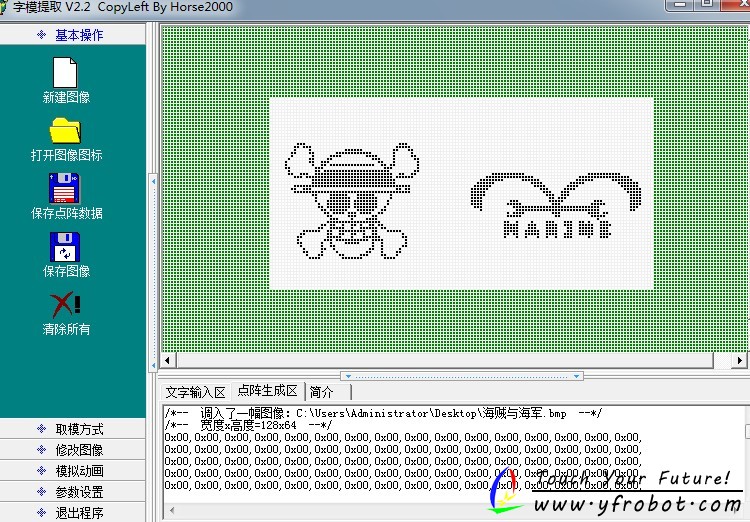 字模提取 V2.2 CopyLeft By Horse2000
基本操作
新建图像
打开图像图标
保存点阵数据
保存图像
清除所有
取模方式
修改图像
模拟动画
参数设置
退出程序
MARINE
文字输入区 点阵生成区 简介
/*-- 调入了一幅图像：C:\Users\Administrator\Desktop\海贼与海军.bmp --*/
/*-- 宽度x高度=128x64 --*/
0x00,0x00,0x00,0x00,0x00,0x00,0x00,0x00,0x00,0x00,0x00,0x00,0x00,0x00,0x00,0x00,
0x00,0x00,0x00,0x00,0x00,0x00,0x00,0x00,0x00,0x00,0x00,0x00,0x00,0x00,0x00,0x00,
0x00,0x00,0x00,0x00,0x00,0x00,0x00,0x00,0x00,0x00,0x00,0x00,0x00,0x00,0x00,0x00,
0x00,0x00,0x00,0x00,0x00,0x00,0x00,0x00,0x00,0x00,0x00,0x00,0x00,0x00,0x00,0x00,
0x00,0x00,0x00,0x00,0x00,0x00,0x00,0x00,0x00,0x00,0x00,0x00,0x00,0x00,0x00,0x00,
Touch Your Future!
www.yfrobot.com